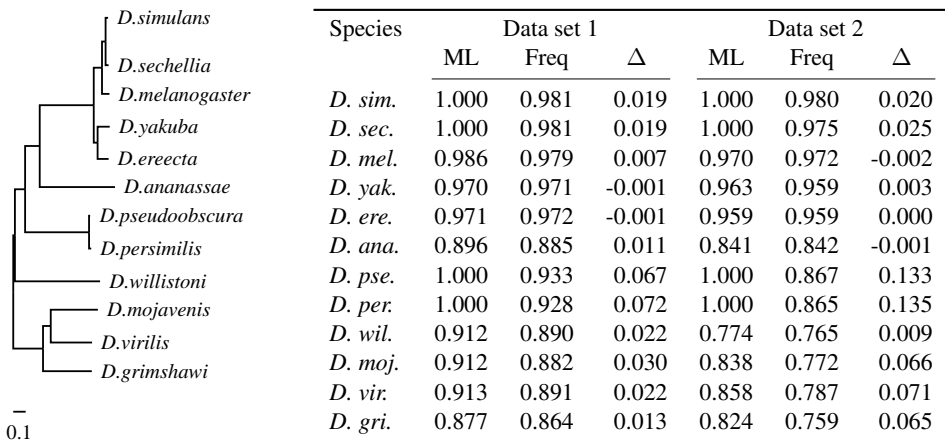 D.simulans
D.sechellia
D.melanogaster
D.yakuba
D.ereecta
D.ananassae
D.pseudoobscura
D.persimilis
D.willistoni
D.mojavenis
D.virilis
D.grimshawi
0.1
Species Data set 1 Data set 2
ML Freq Δ ML Freq Δ
D. sim. 1.000 0.981 0.019 1.000 0.980 0.020
D. sec. 1.000 0.981 0.019 1.000 0.975 0.025
D. mel. 0.986 0.979 0.007 0.970 0.972 -0.002
D. yak. 0.970 0.971 -0.001 0.963 0.959 0.003
D. ere. 0.971 0.972 -0.001 0.959 0.959 0.000
D. ana. 0.896 0.885 0.011 0.841 0.842 -0.001
D. pse. 1.000 0.933 0.067 1.000 0.867 0.133
D. per. 1.000 0.928 0.072 1.000 0.865 0.135
D. wil. 0.912 0.890 0.022 0.774 0.765 0.009
D. moj. 0.912 0.882 0.030 0.838 0.772 0.066
D. vir. 0.913 0.891 0.022 0.858 0.787 0.071
D. gri. 0.877 0.864 0.013 0.824 0.759 0.065